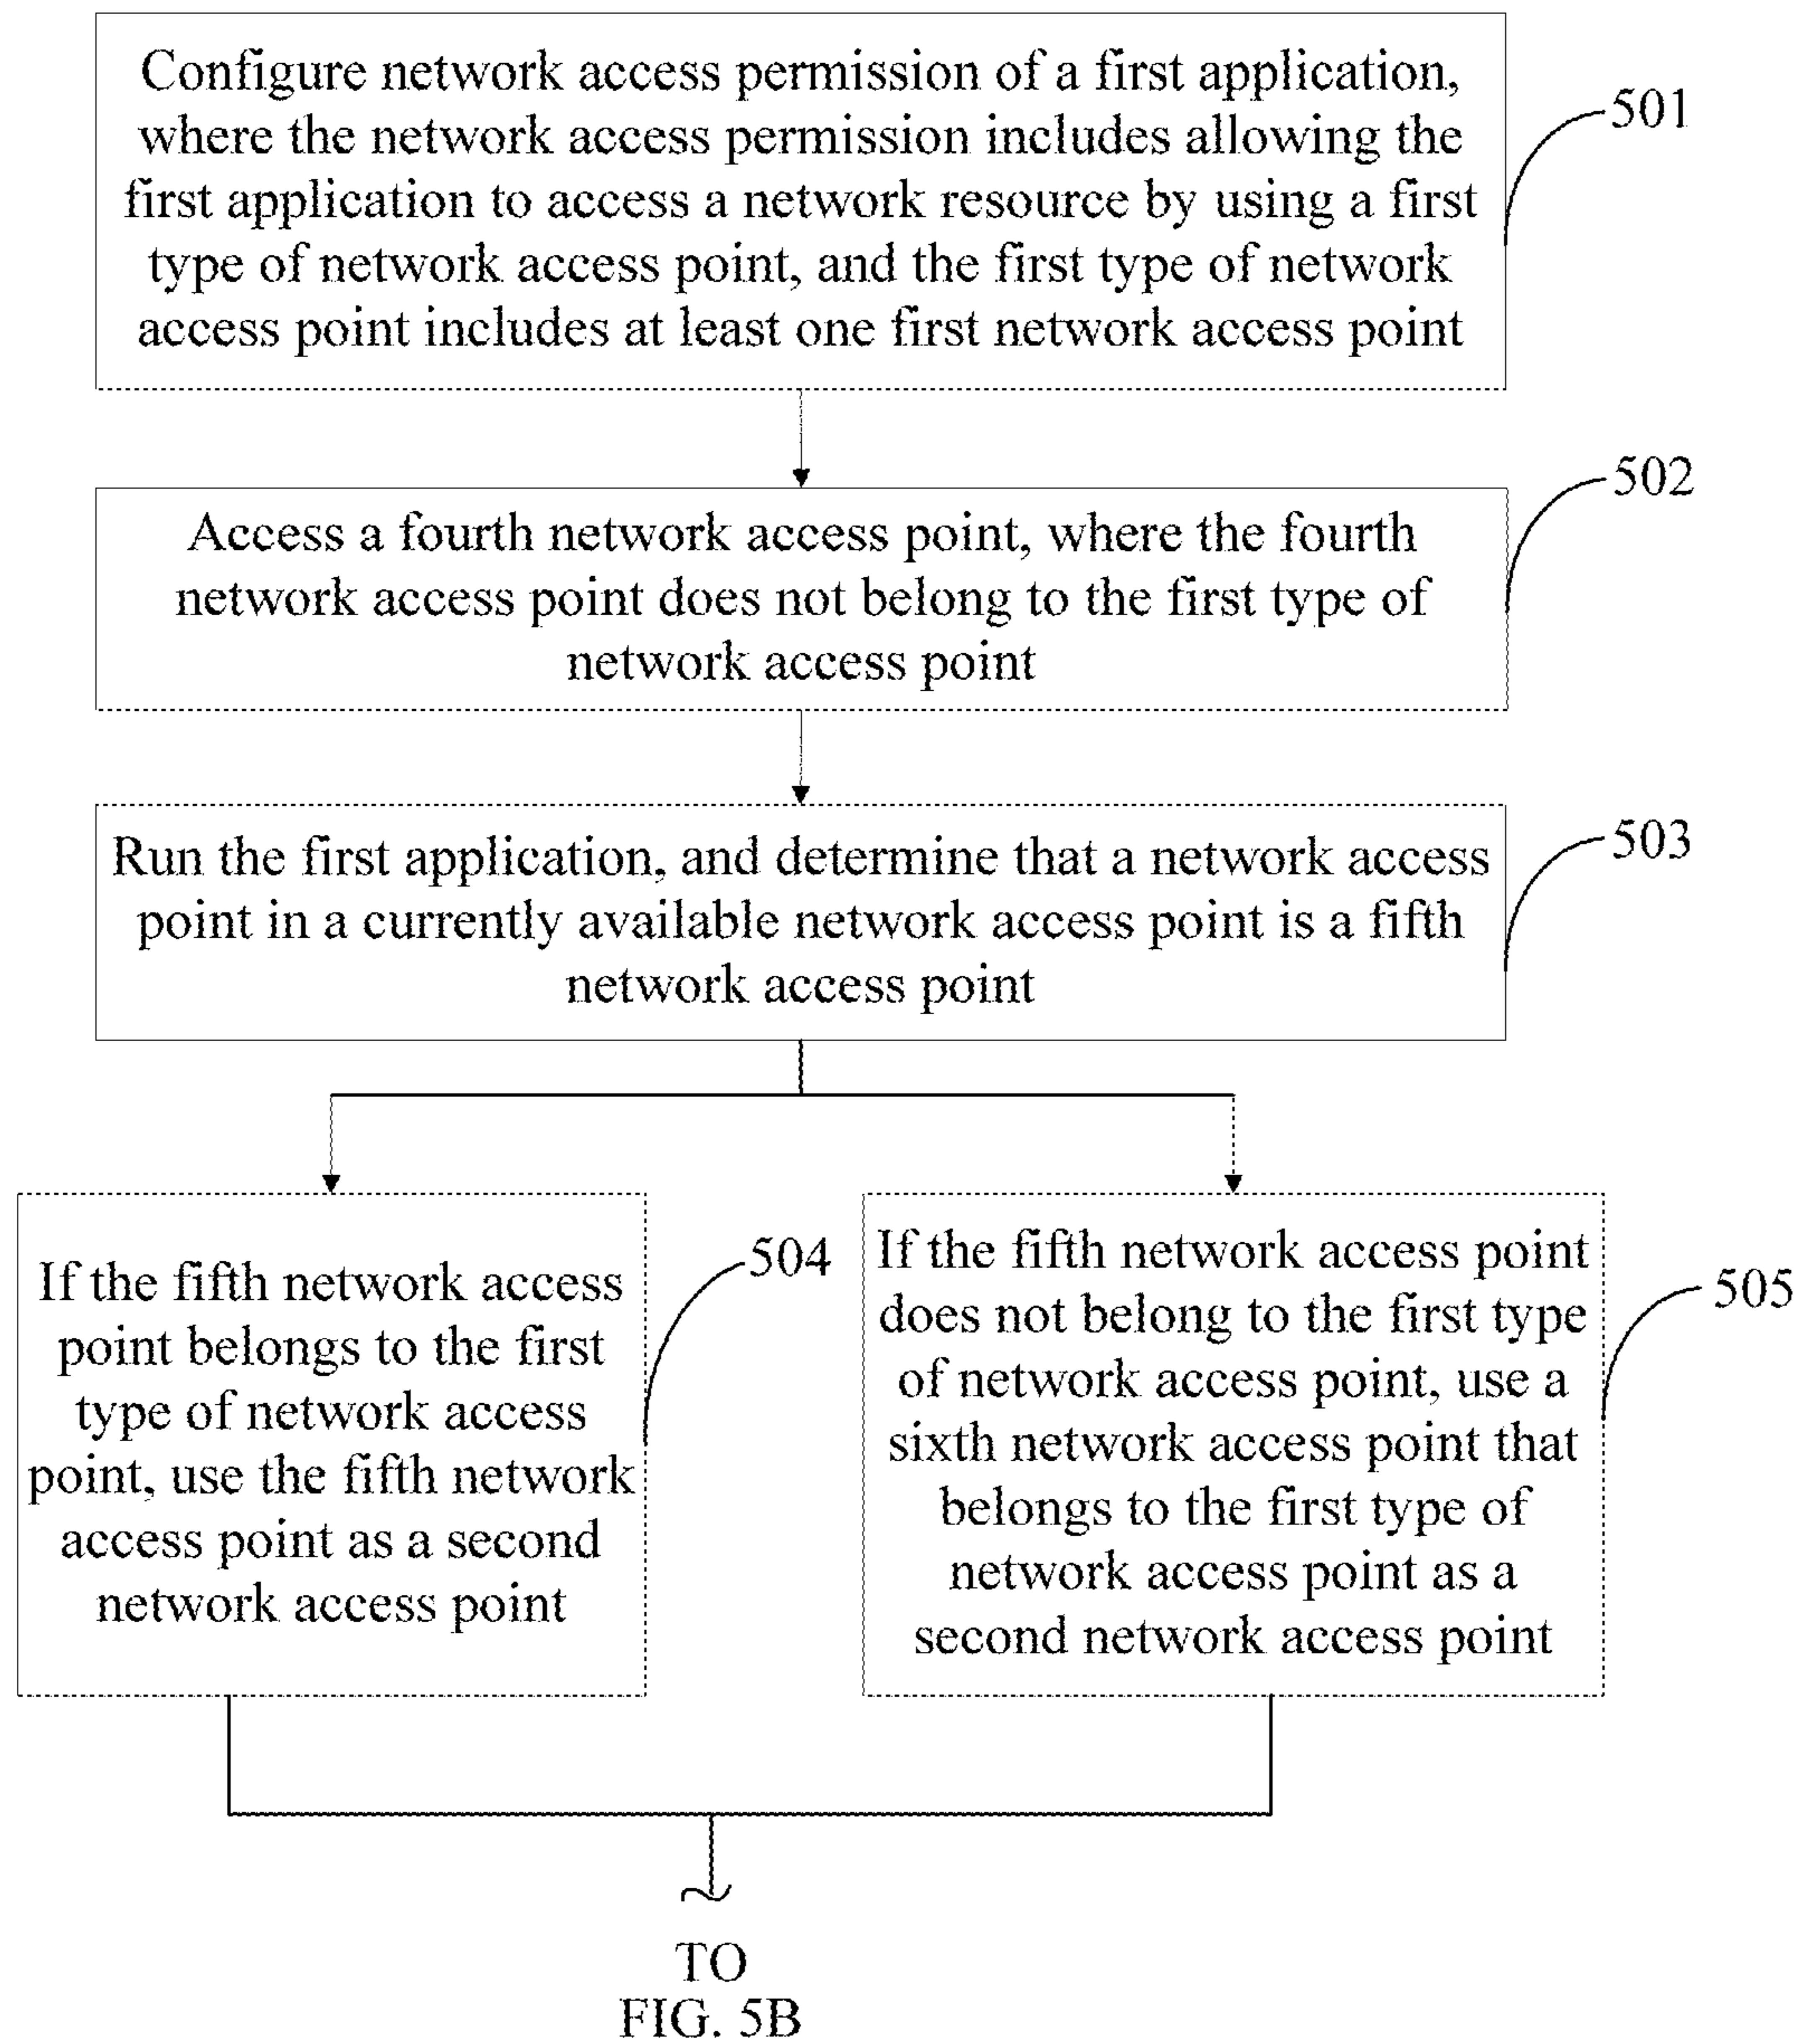 Configure network access permission of a first application,
where the network access permission includes allowing the
first application to access a network resource by using a first
type of network access point, and the first type of network
access point includes at least one first network access point
501
Access a fourth network access point, where the fourth
network access point does not belong to the first type of
network access point
502
Run the first application, and determine that a network access
point in a currently available network access point is a fifth
network access point
503
If the fifth network access
point belongs to the first
type of network access
point, use the fifth network
access point as a second
network access point
504
If the fifth network access point
does not belong to the first type
of network access point, use a
sixth network access point that
belongs to the first type of
network access point as a
second network access point
505
TO
FIG. 5B